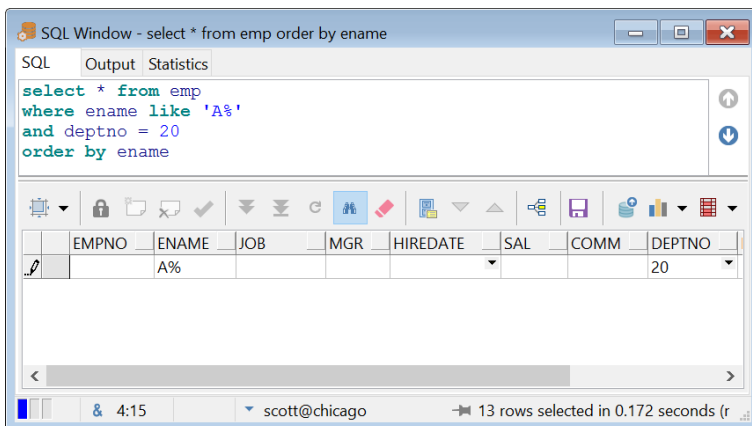 SQL Window - select * from emp order by ename
SQL Output Statistics
select * from emp
where ename like 'A%'
and deptno = 20
order by ename
EMPNO ENAME JOB MGR HIREDATE SAL COMM DEPTNO
A% 20
& 4:15 scott@chicago 13 rows selected in 0.172 seconds (r